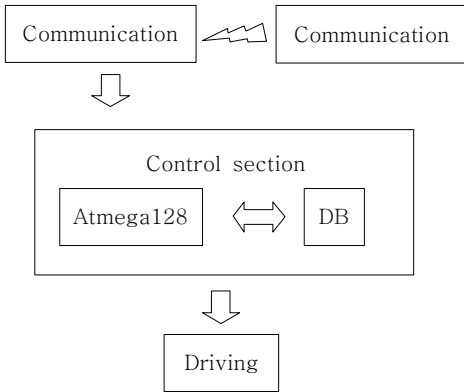 Communication
Communication
Control section
Atmega128
DB
Driving